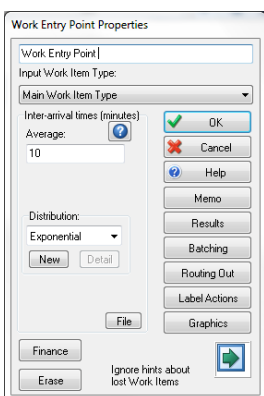 Work Entry Point Properties
Work Entry Point
Input Work Item Type:
Main Work Item Type
Inter-arrival times (minutes)
Average:
?
10
Distribution:
Exponential
New
Detail
File
OK
Cancel
? Help
Memo
Results
Batching
Routing Out
Label Actions
Graphics
Finance
Erase
Ignore hints about
lost Work Items